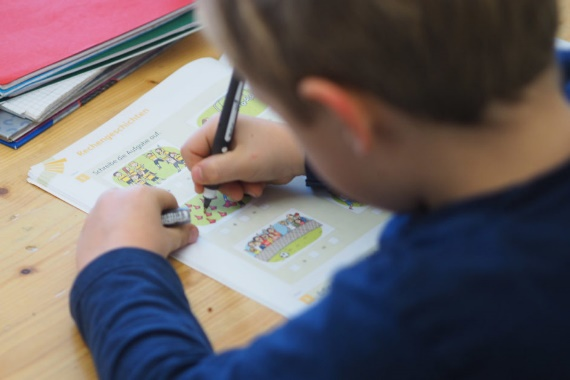 Rechengeschichten
Schreibe die Aufgabe auf.